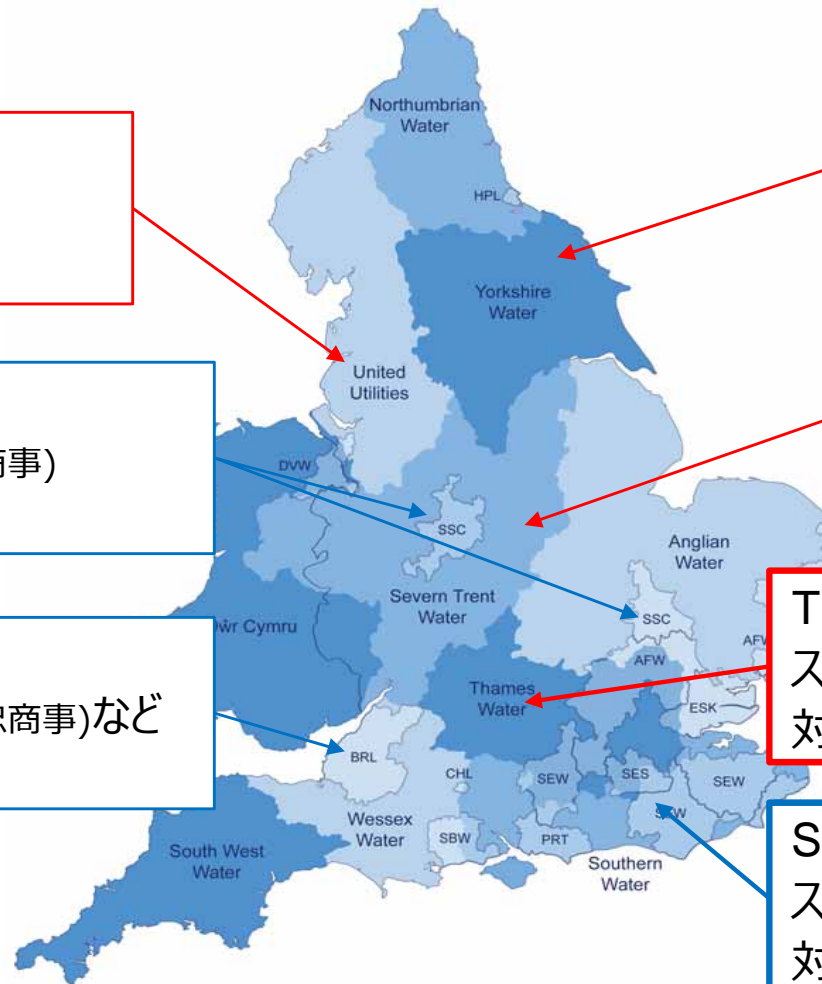 Northumbrian
Water
HPL
Yorkshire
Water
United
Utilities
商事)
DVW
SSC
Anglian
Water
Severn Trent
Water
SSC
Dŵr Cymru
AFW
AFW
T
ス
対
Thames
Water
ESK
商事)など
BRL
CHL
SEW
SES
SEW
Wessex
Water
SBW
PRT
SEW
South West
Water
Southern
Water
S
ス
対